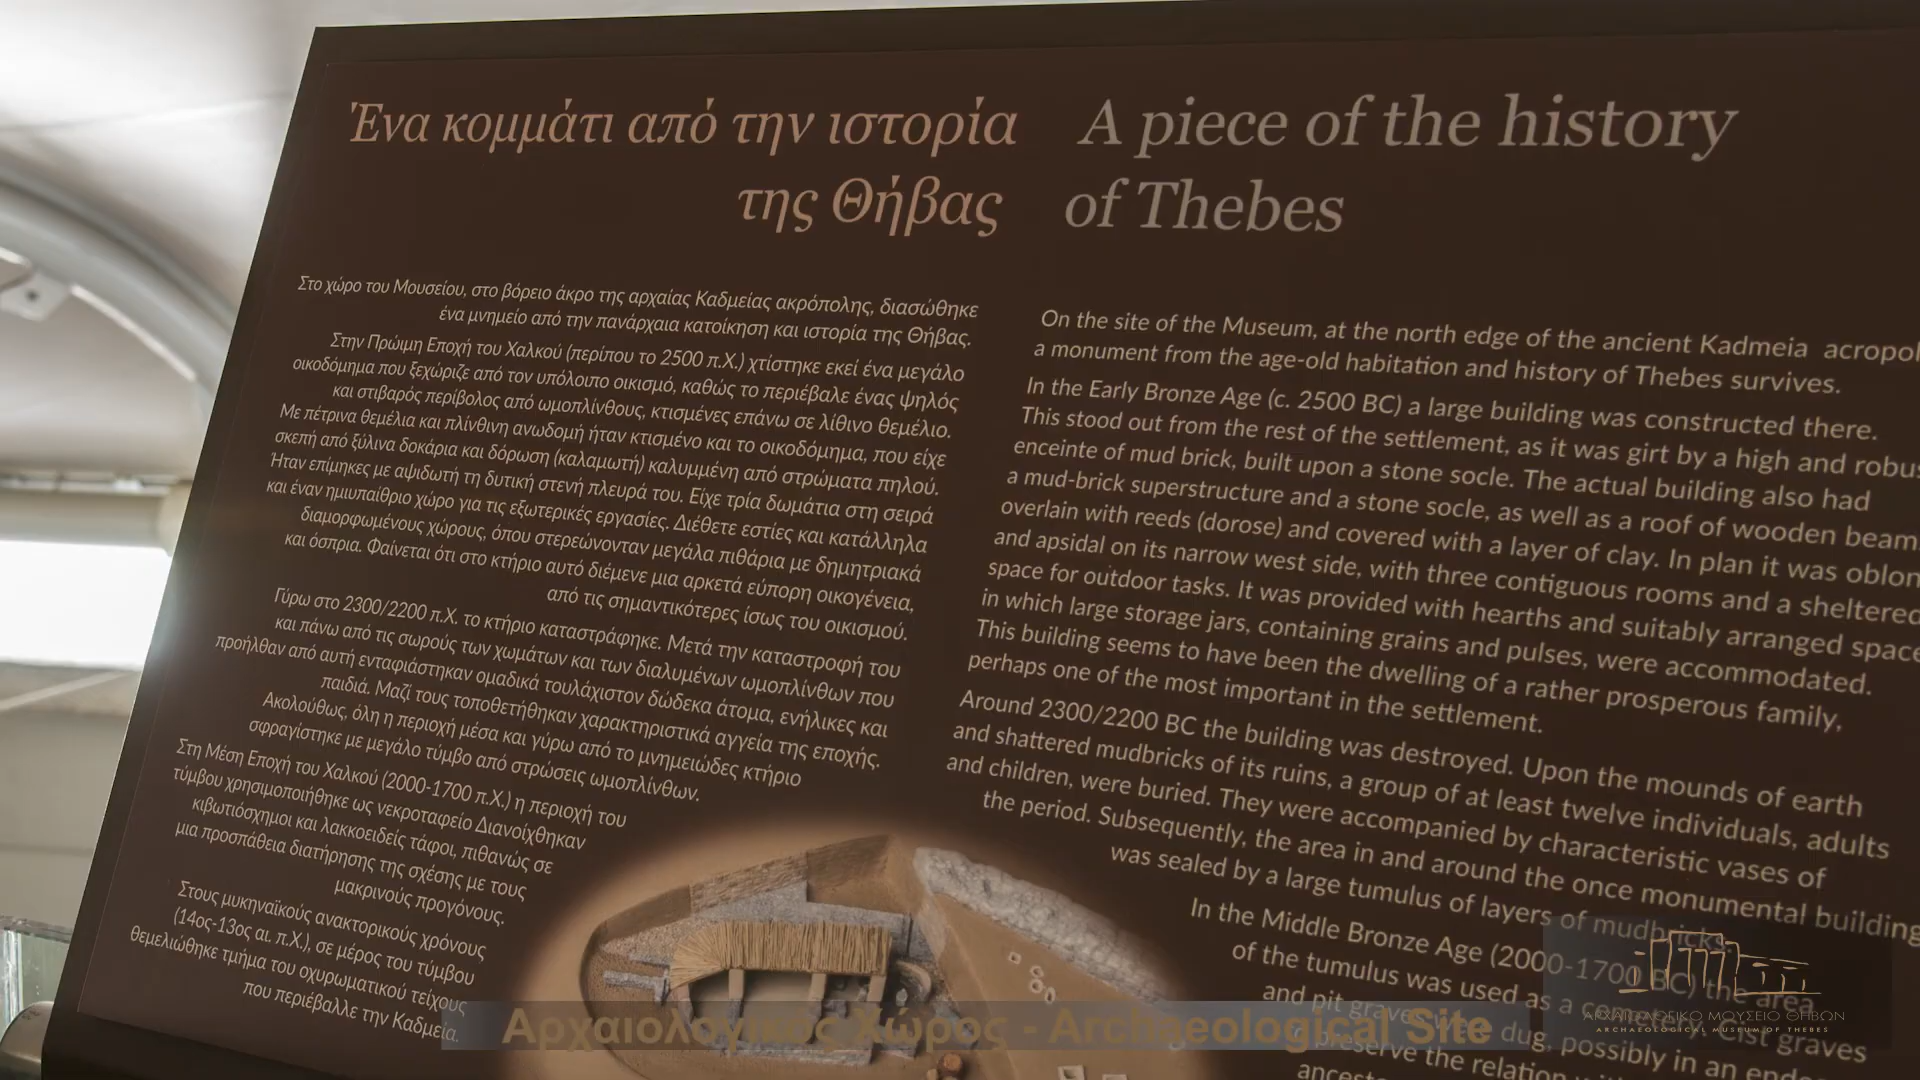 Ένα κομμάτι από την ιστορία
της Θήβας
Στο χώρο του Μουσείου, στο βόρειο άκρο της αρχαίας Καδμείας ακρόπολης, διασώθηκε
ένα μνημείο από την πανάρχαια κατοίκηση και ιστορία της Θήβας.
Στην Πρώιμη Εποχή του Χαλκού (περίπου το 2500 π.Χ.) χτίστηκε εκεί ένα μεγάλο
οικοδόμημα που ξεχώριζε από τον υπόλοιπο οικισμό, καθώς το περιέβαλε ένας ψηλός
και στιβαρός περίβολος από ωμοπλίνθους, κτισμένες επάνω σε λίθινο θεμέλιο.
Με πέτρινα θεμέλια και πλίνθινη ανωδομή ήταν κτισμένο και το οικοδόμημα, που είχε
σκεπή από ξύλινα δοκάρια και δόρωση (καλαμωτή) καλυμμένη από στρώματα πηλού.
Ήταν επίμηκες με αψιδωτή τη δυτική στενή πλευρά του. Είχε τρία δωμάτια στη σειρά
και έναν ημιυπαίθριο χώρο για τις εξωτερικές εργασίες. Διέθετε εστίες και κατάλληλα
διαμορφωμένους χώρους, όπου στερεώνονταν μεγάλα πιθάρια με δημητριακά
και όσπρια. Φαίνεται ότι στο κτήριο αυτό διέμενε μια αρκετά εύπορη οικογένεια,
από τις σημαντικότερες ίσως του οικισμού.
Γύρω στο 2300/2200 π.Χ. το κτήριο καταστράφηκε. Μετά την καταστροφή του
και πάνω από τις σωρούς των χωμάτων και των διαλυμένων ωμοπλίνθων που
προήλθαν από αυτή ενταφιάστηκαν ομαδικά τουλάχιστον δώδεκα άτομα, ενήλικες και
παιδιά. Μαζί τους τοποθετήθηκαν χαρακτηριστικά αγγεία της εποχής.
Ακολούθως, όλη η περιοχή μέσα και γύρω από το μνημειώδες κτήριο
σφραγίστηκε με μεγάλο τύμβο από στρώσεις ωμοπλίνθων.
Στη Μέση Εποχή του Χαλκού (2000-1700 π.Χ.) η περιοχή του
τύμβου χρησιμοποιήθηκε ως νεκροταφείο Διανοίχθηκαν
κιβωτιόσχημοι και λακκοειδείς τάφοι, πιθανώς σε
μια προσπάθεια διατήρησης της σχέσης με τους
μακρινούς προγόνους.
Στους μυκηναϊκούς ανακτορικούς χρόνους
(14ος-13ος αι. π.Χ.), σε μέρος του τύμβου
θεμελιώθηκε τμήμα του οχυρωματικού τείχους
που περιέβαλλε την Καδμεία.
A piece of the history
of Thebes
On the site of the Museum, at the north edge of the ancient Kadmeia acropol
a monument from the age-old habitation and history of Thebes survives.
In the Early Bronze Age (c. 2500 BC) a large building was constructed there.
This stood out from the rest of the settlement, as it was girt by a high and robus
enceinte of mud brick, built upon a stone socle. The actual building also had
a mud-brick superstructure and a stone socle, as well as a roof of wooden beam
overlain with reeds (dorose) and covered with a layer of clay. In plan it was oblon
and apsidal on its narrow west side, with three contiguous rooms and a sheltered
space for outdoor tasks. It was provided with hearths and suitably arranged space
in which large storage jars, containing grains and pulses, were accommodated.
This building seems to have been the dwelling of a rather prosperous family,
perhaps one of the most important in the settlement.
Around 2300/2200 BC the building was destroyed. Upon the mounds of earth
and shattered mudbricks of its ruins, a group of at least twelve individuals, adults
and children, were buried. They were accompanied by characteristic vases of
the period. Subsequently, the area in and around the once monumental building
was sealed by a large tumulus of layers of mudbricks.
In the Middle Bronze Age (2000-1700 BC) the area
of the tumulus was used as a cemetery. Cist graves
and pit graves were dug, possibly in an ende
preserve the relation
ancest
Αρχαιολογικός Χώρος - Archaeological Site
ΑΡΧΑΙΟΛΟΓΙΚΟ ΜΟΥΣΕΙΟ ΘΗΒΩΝ
ARCHAEOLOGICAL MUSEUM OF THEBES